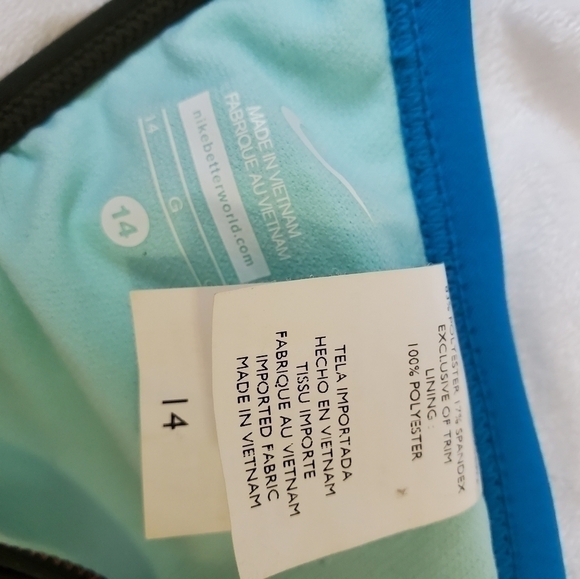 MADE IN VIETNAM
FABRIQUE AU VIETNAM
nikebetterworld.com
14
G
14
14
POLYESTER 17% SPANDEX
EXCLUSIVE OF TRIM
LINING :
100% POLYESTER
TELA IMPORTADA
HECHO EN VIETNAM
TISSU IMPORTE
FABRIQUE AU VIETNAM
IMPORTED FABRIC
MADE IN VIETNAM